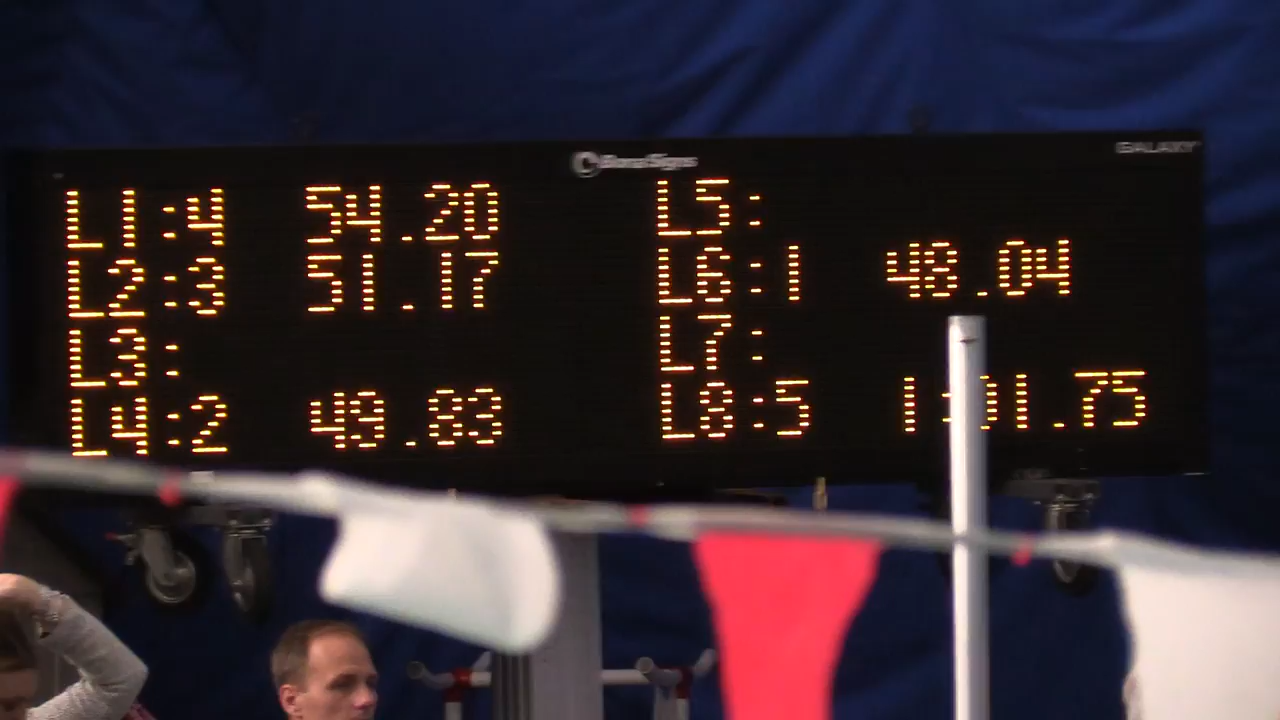 GALAXY
L1:4 54.20
L2:3 51.17
L3:
L4:2 49.83
L5:
L6:1 48.04
L7:
L8:5 1:01.75